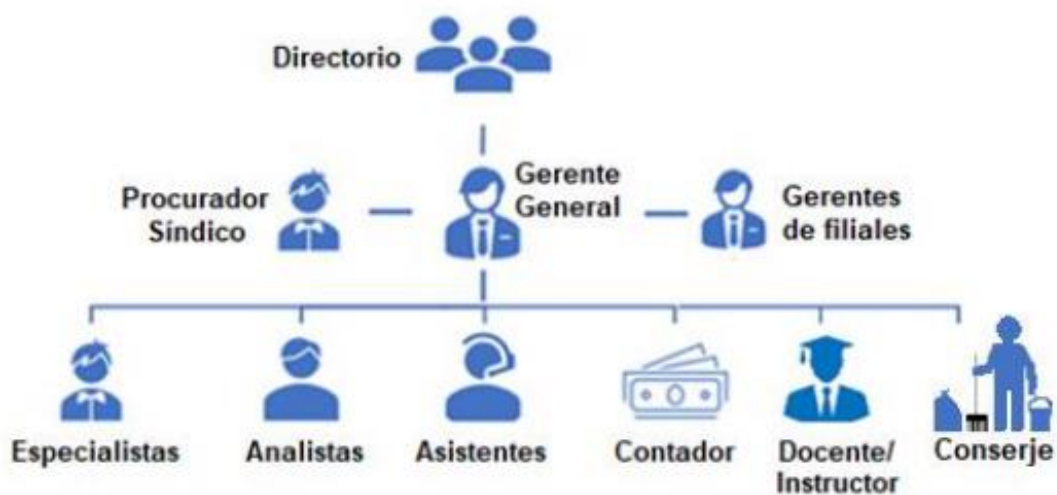 Directorio
Procurador
Síndico
Gerente
General
Gerentes
de filiales
Especialistas
Analistas
Asistentes
Contador
Docente/
Instructor
Conserje